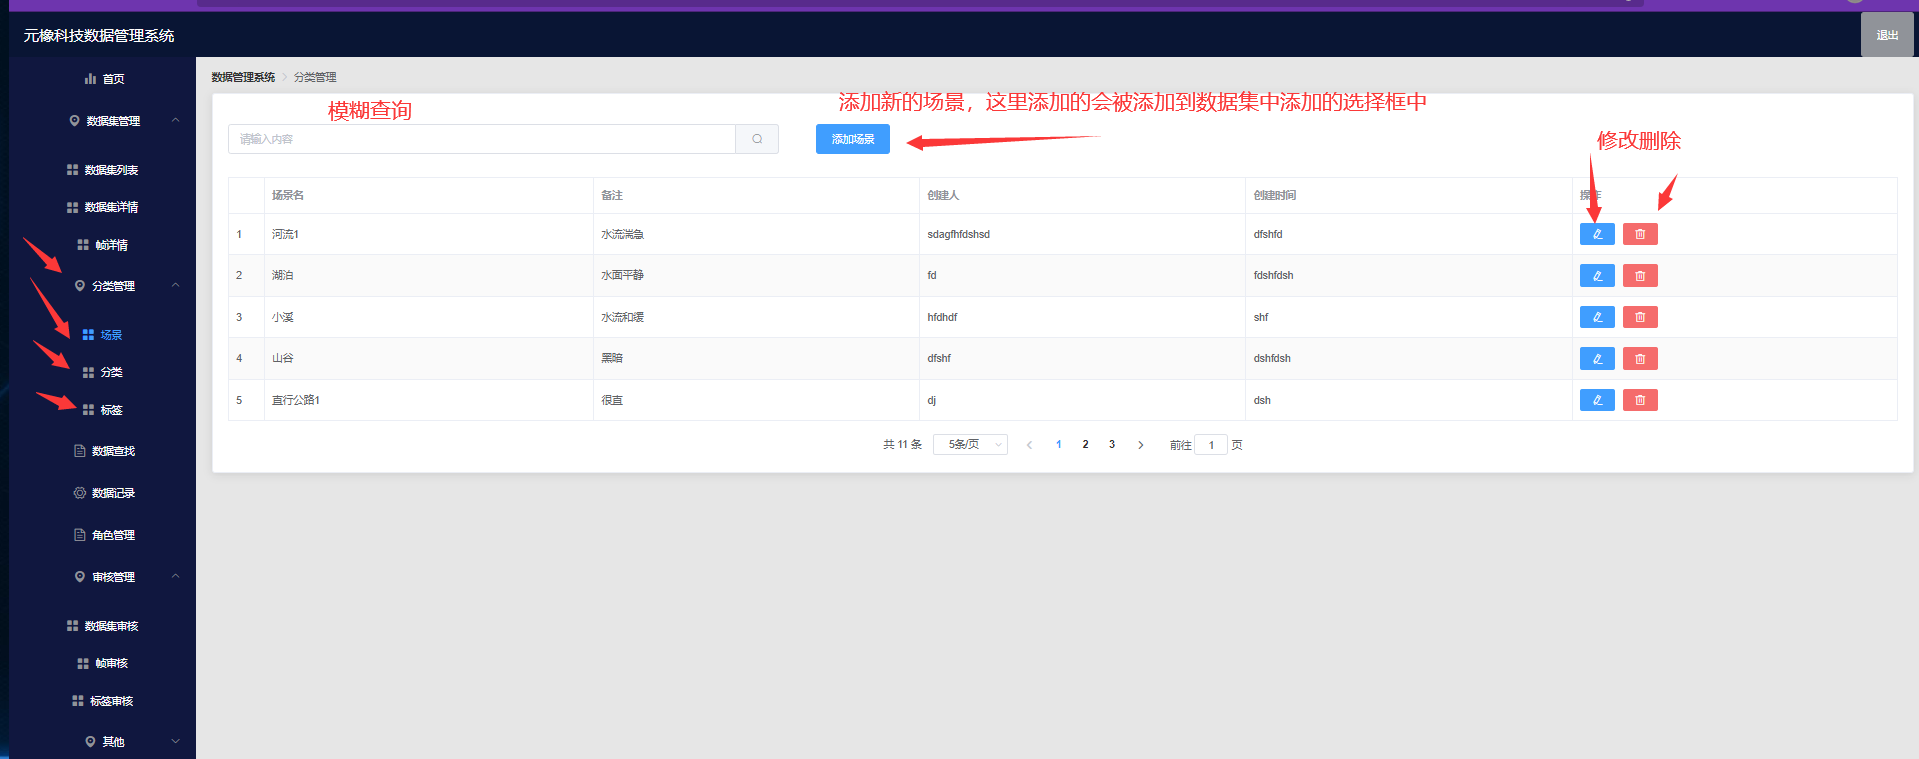 元橡科技数据管理系统
退出
首页
数据集管理
数据集列表
数据集详情
帧详情
分类管理
场景
分类
标签
数据查找
数据记录
角色管理
审核管理
数据集审核
帧审核
标签审核
其他
数据管理系统 > 分类管理
模糊查询
添加新的场景，这里添加的会被添加到数据集中添加的选择框中
请输入内容
添加场景
修改删除
场景名 备注 创建人 创建时间 操作
1 河流1 水流湍急 sdagfhfdshsd dfshfd
2 湖泊 水面平静 fd fdshfdsh
3 小溪 水流和缓 hfdhdf shf
4 山谷 黑暗 dfshf dshfdsh
5 直行公路1 很直 dj dsh
共 11 条 5条/页 < 1 2 3 > 前往 1 页